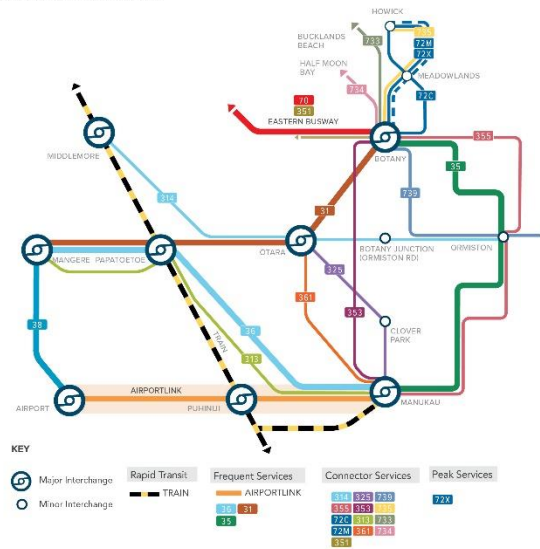 HOWICK
BUCKLANDS
BEACH
733
735
72M
72X
HALF MOON
BAY
MEADOWLANDS
734
72C
70
351
EASTERN BUSWAY
355
BOTANY
35
MIDDLEMORE
739
314
31
OTARA
BOTANY JUNCTION
(ORMISTON RD)
ORMISTON
MANGERE
PAPATOETOE
325
361
353
38
36
TRAIN
313
CLOVER
PARK
AIRPORTLINK
AIRPORT
PUHINUI
MANUKAU
KEY
Major Interchange
Minor Interchange
Rapid Transit
TRAIN
Frequent Services
AIRPORTLINK
36 31
35
Connector Services
314 325 739
355 353 735
72C 313 733
72M 361 734
351
Peak Services
72X